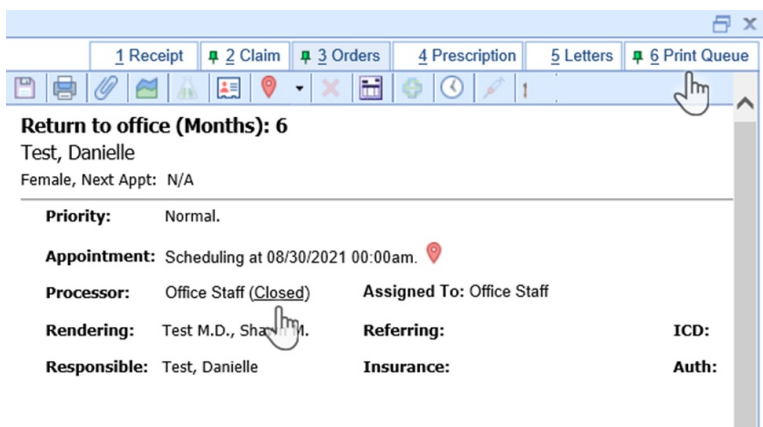 1 Receipt 2 Claim 3 Orders 4 Prescription 5 Letters 6 Print Queue
Return to office (Months): 6
Test, Danielle
Female, Next Appt: N/A
Priority: Normal.
Appointment: Scheduling at 08/30/2021 00:00am.
Processor: Office Staff (Closed) Assigned To: Office Staff
Rendering: Test M.D., M. Referring: ICD:
Responsible: Test, Danielle Insurance: Auth: